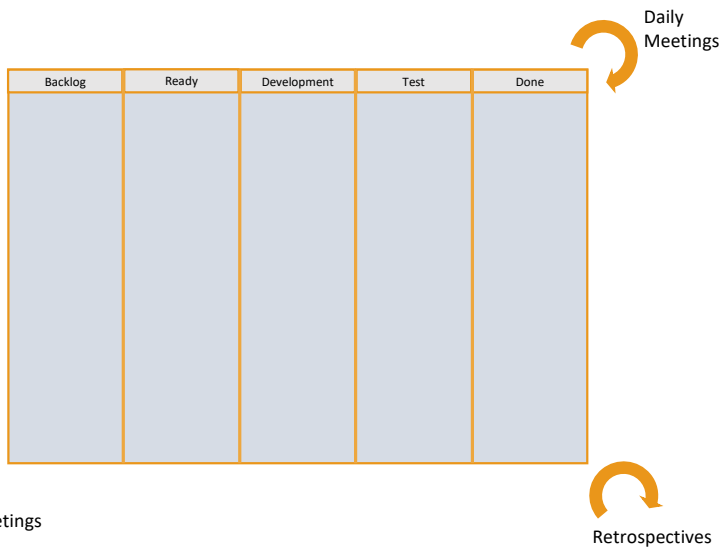 Daily
Meetings
Backlog Ready Development Test Done
etings
Retrospectives